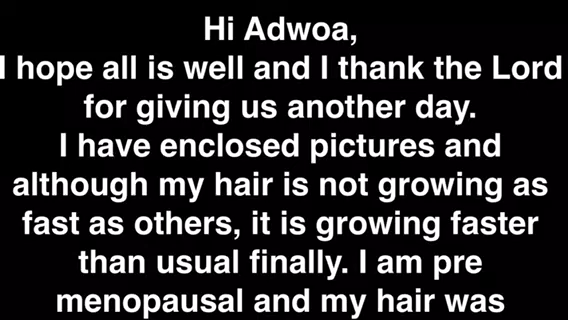 Hi Adwoa,
I hope all is well and I thank the Lord
for giving us another day.
I have enclosed pictures and
although my hair is not growing as
fast as others, it is growing faster
than usual finally. I am pre
menopausal and my hair was